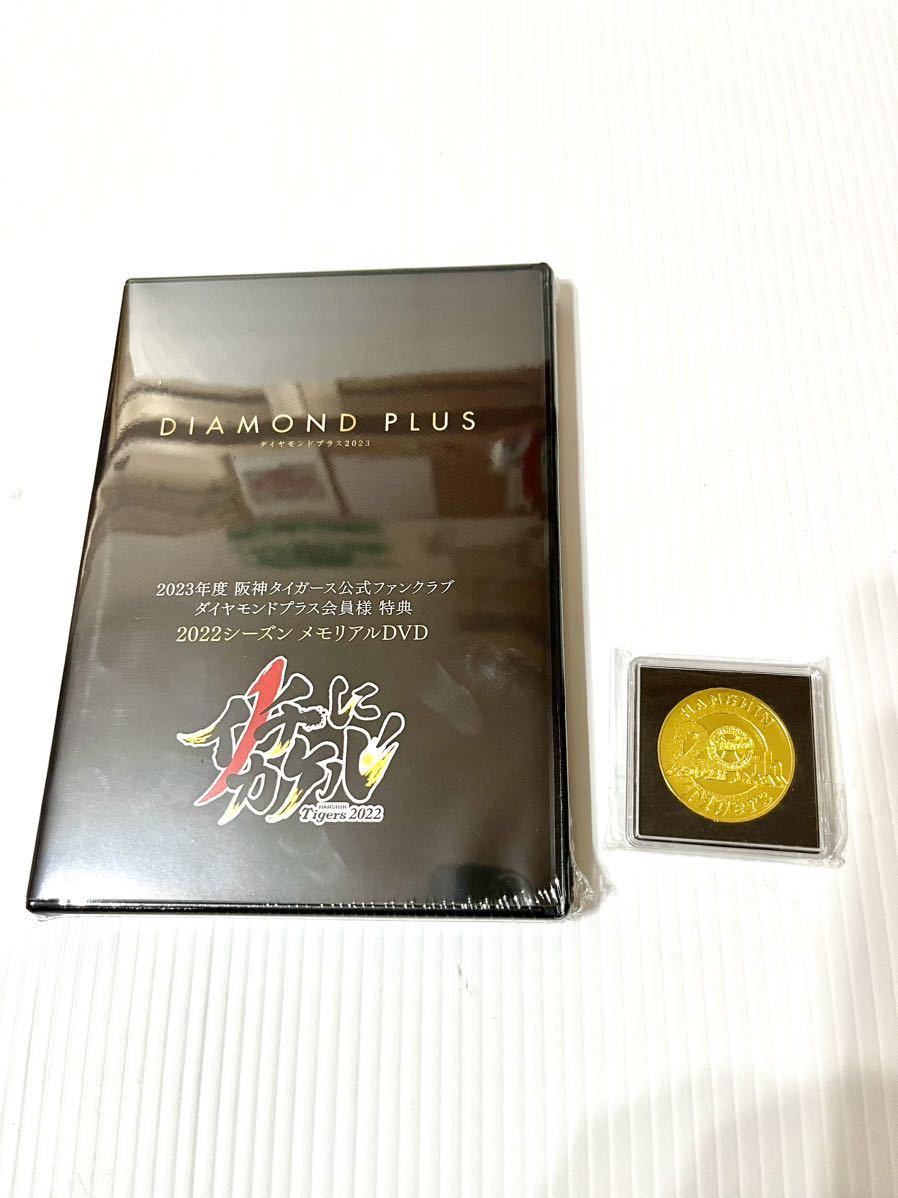 DIAMOND PLUS
ダイヤモンドプラス2023
2023年度 阪神タイガース公式ファンクラブ
ダイヤモンドプラス会員様 特典
2022シーズン メモリアルDVD
イチにカケル!
HANSHIN
Tigers 2022
HANSHIN
Tigers